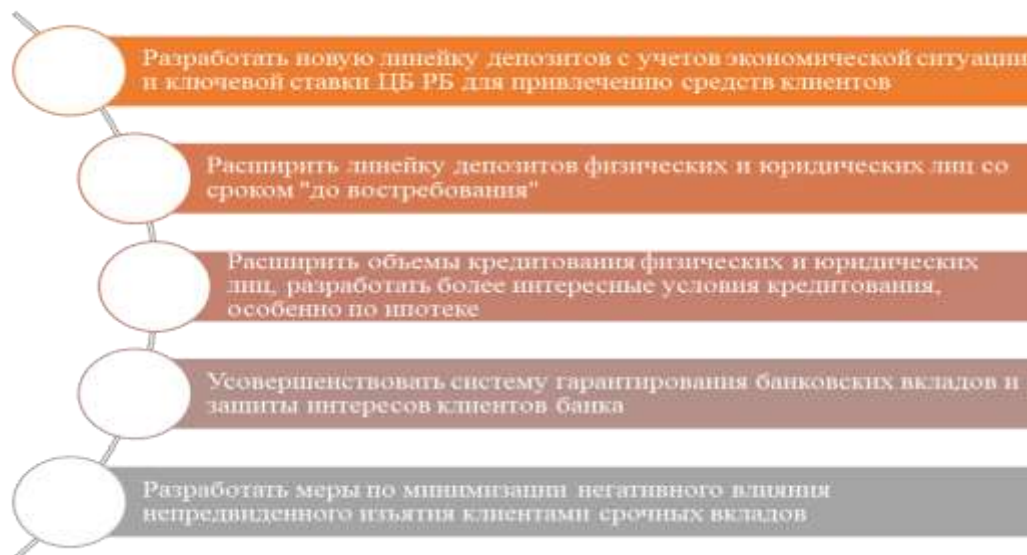 Разработать новую линейку депозитов с учетов экономической ситуации
и ключевой ставки ЦБ РБ для привлечению средств клиентов
Расширить линейку депозитов физических и юридических лиц со
сроком "до востребования"
Расширить объемы кредитования физических и юридических
лиц, разработать более интересные условия кредитования,
особенно по ипотеке
Усовершенствовать систему гарантирования банковских вкладов и
защиты интересов клиентов банка
Разработать меры по минимизации негативного влияния
непредвиденного изъятия клиентами срочных вкладов